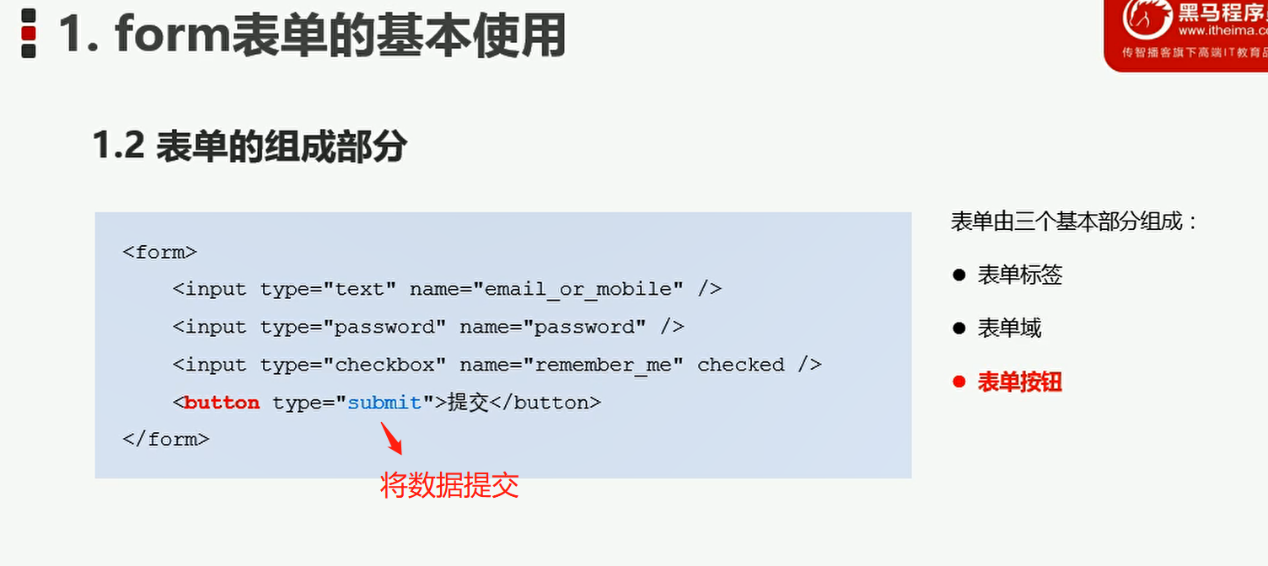 1. form表单的基本使用
黑马程序
www.itheima.co
传智播客旗下高端IT教育品
1.2 表单的组成部分
<form>
<input type="text" name="email_or_mobile" />
<input type="password" name="password" />
<input type="checkbox" name="remember_me" checked />
<button type="submit">提交</button>
</form>
将数据提交
表单由三个基本部分组成：
● 表单标签
● 表单域
● 表单按钮